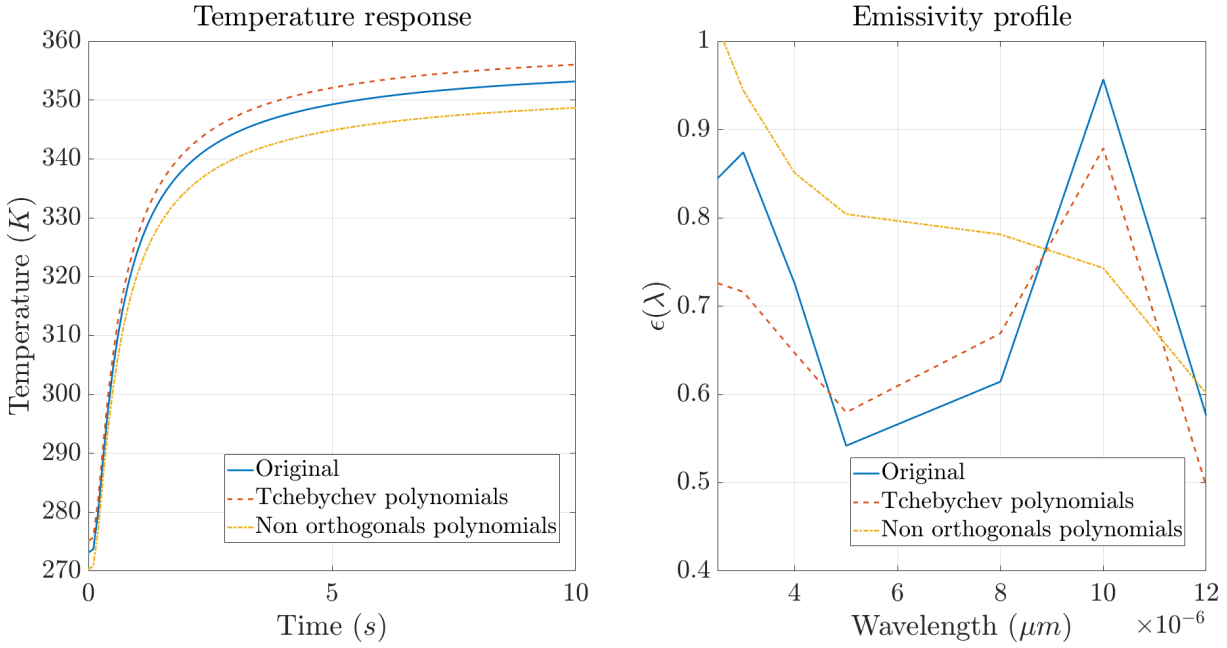 Temperature response
360
350
340
330
320
310
300
290
280
270
Temperature (K)
Original
Tchebychev polynomials
Non orthogonals polynomials
0
5
10
Time (s)
Emissivity profile
1
0.9
0.8
0.7
0.6
0.5
0.4
ϵ(λ)
Original
Tchebychev polynomials
Non orthogonals polynomials
4
6
8
10
12
Wavelength (μm)
×10⁻⁶